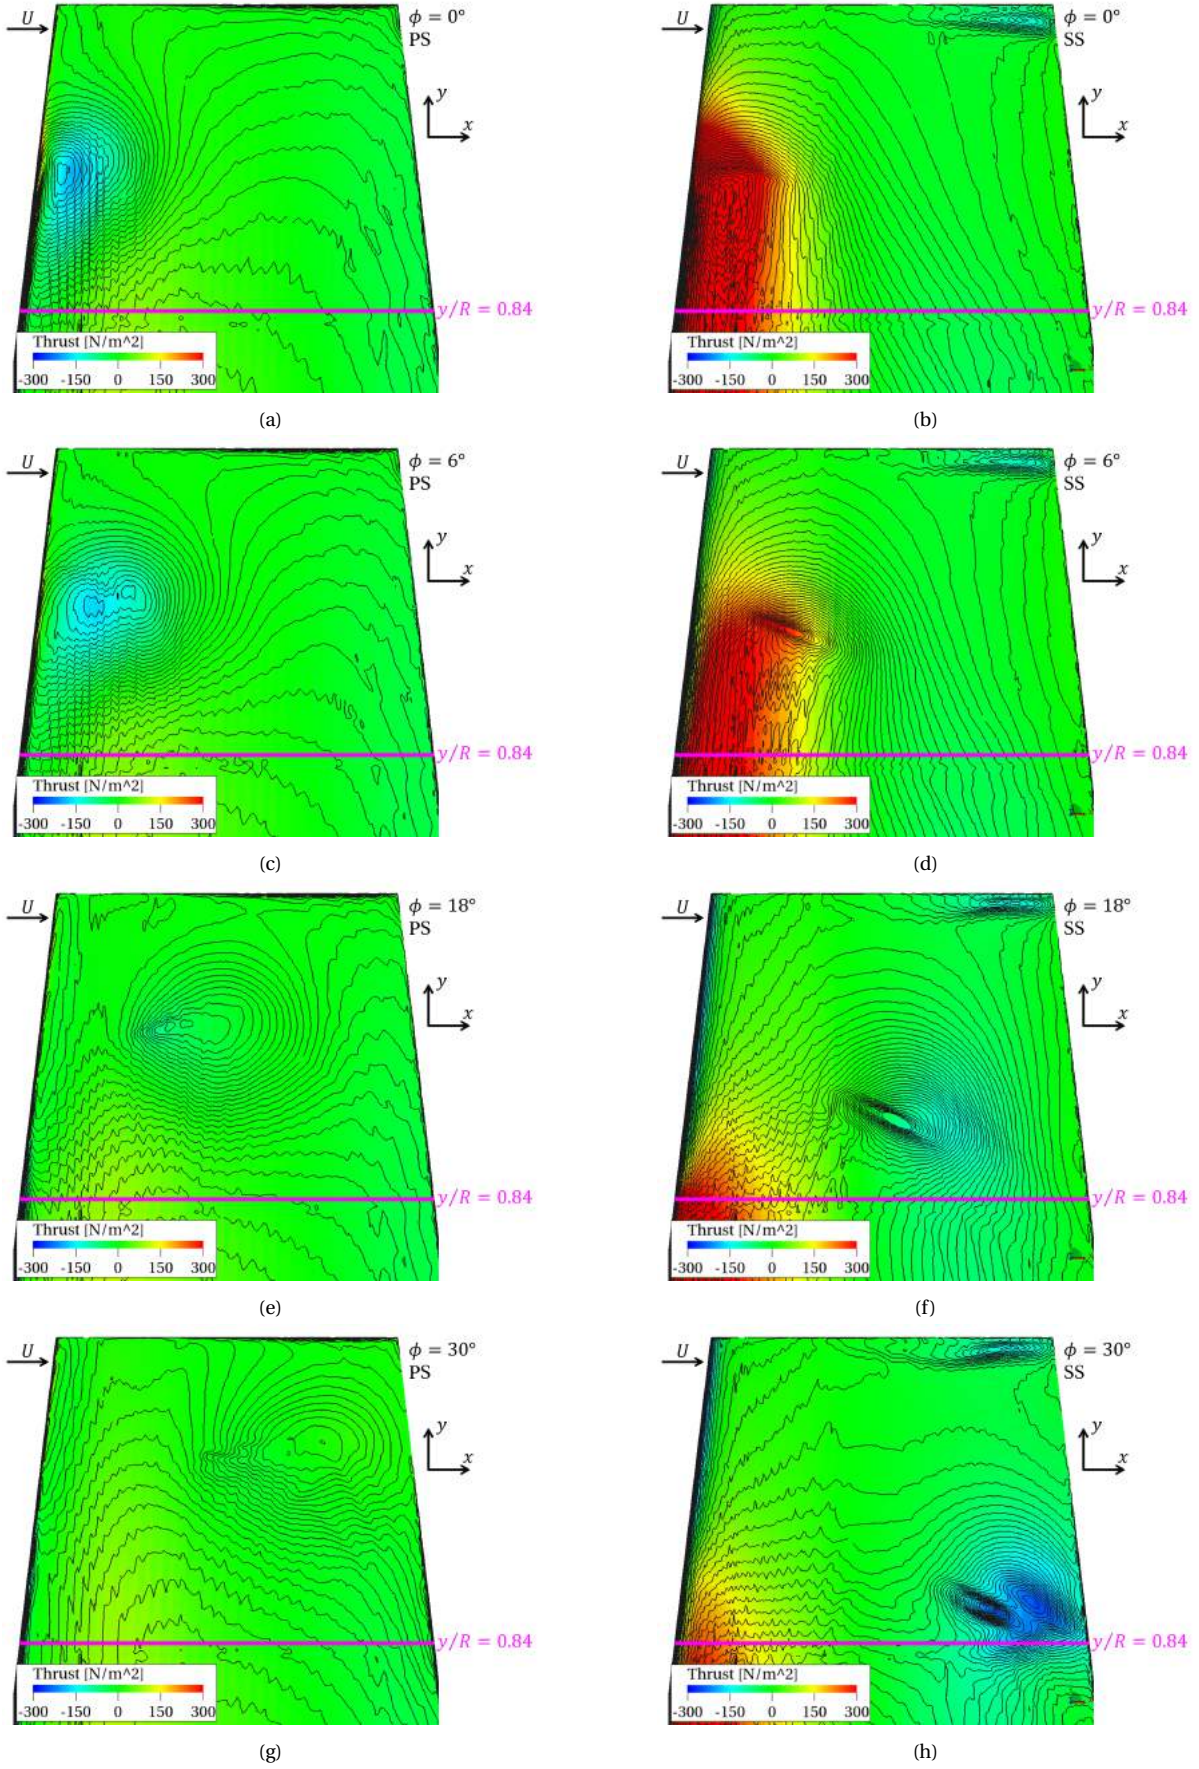 U
ϕ = 0°
PS
y
x
y/R = 0.84
Thrust [N/m^2]
-300 -150 0 150 300
(a)
U
ϕ = 0°
SS
y
x
y/R = 0.84
Thrust [N/m^2]
-300 -150 0 150 300
(b)
U
ϕ = 6°
PS
y
x
y/R = 0.84
Thrust [N/m^2]
-300 -150 0 150 300
(c)
U
ϕ = 6°
SS
y
x
y/R = 0.84
Thrust [N/m^2]
-300 -150 0 150 300
(d)
U
ϕ = 18°
PS
y
x
y/R = 0.84
Thrust [N/m^2]
-300 -150 0 150 300
(e)
U
ϕ = 18°
SS
y
x
y/R = 0.84
Thrust [N/m^2]
-300 -150 0 150 300
(f)
U
ϕ = 30°
PS
y
x
y/R = 0.84
Thrust [N/m^2]
-300 -150 0 150 300
(g)
U
ϕ = 30°
SS
y
x
y/R = 0.84
Thrust [N/m^2]
-300 -150 0 150 300
(h)